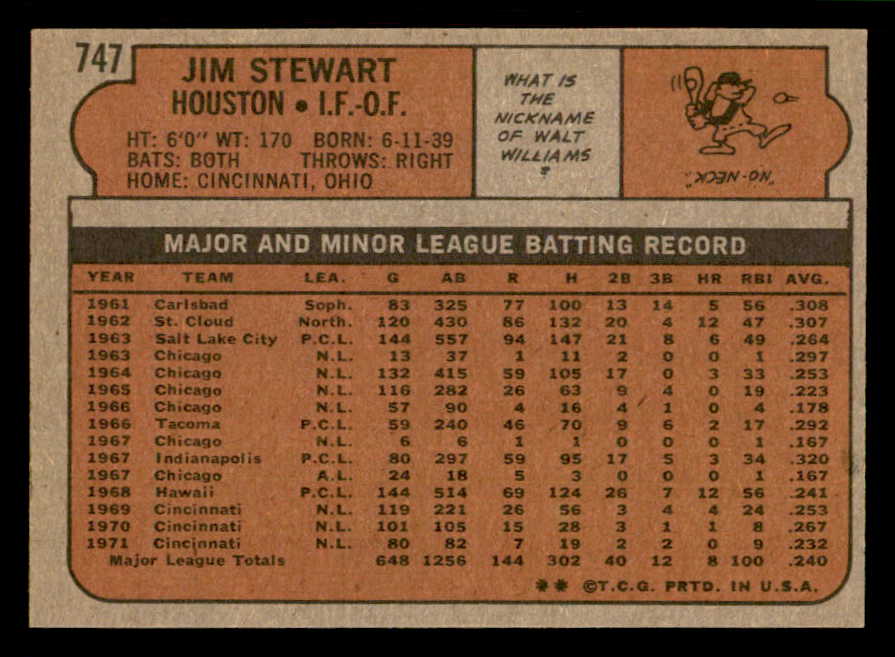 747
JIM STEWART
HOUSTON • I.F.-O.F.
HT: 6'0" WT: 170 BORN: 6-11-39
BATS: BOTH THROWS: RIGHT
HOME: CINCINNATI, OHIO
WHAT IS
THE
NICKNAME
OF WALT
WILLIAMS
?
"NO-NECK"
MAJOR AND MINOR LEAGUE BATTING RECORD
YEAR TEAM LEA. G AB R H 2B 3B HR RBI AVG.
1961 Carlsbad Soph. 83 325 77 100 13 14 5 56 .308
1962 St. Cloud North. 120 430 86 132 20 4 12 47 .307
1963 Salt Lake City P.C.L. 144 557 94 147 21 8 6 49 .264
1963 Chicago N.L. 13 37 1 11 2 0 0 1 .297
1964 Chicago N.L. 132 415 59 105 17 0 3 33 .253
1965 Chicago N.L. 116 282 26 63 9 4 0 19 .223
1966 Chicago N.L. 57 90 4 16 4 1 0 4 .178
1966 Tacoma P.C.L. 59 240 46 70 9 6 2 17 .292
1967 Chicago N.L. 6 6 1 1 0 0 0 1 .167
1967 Indianapolis P.C.L. 80 297 59 95 17 5 3 34 .320
1967 Chicago A.L. 24 18 5 3 0 0 0 1 .167
1968 Hawaii P.C.L. 144 514 69 124 26 7 12 56 .241
1969 Cincinnati N.L. 119 221 26 56 3 4 4 24 .253
1970 Cincinnati N.L. 101 105 15 28 3 1 1 8 .267
1971 Cincinnati N.L. 80 82 7 19 2 2 0 9 .232
Major League Totals 648 1256 144 302 40 12 8 100 .240
** ©T.C.G. PRTD. IN U.S.A.